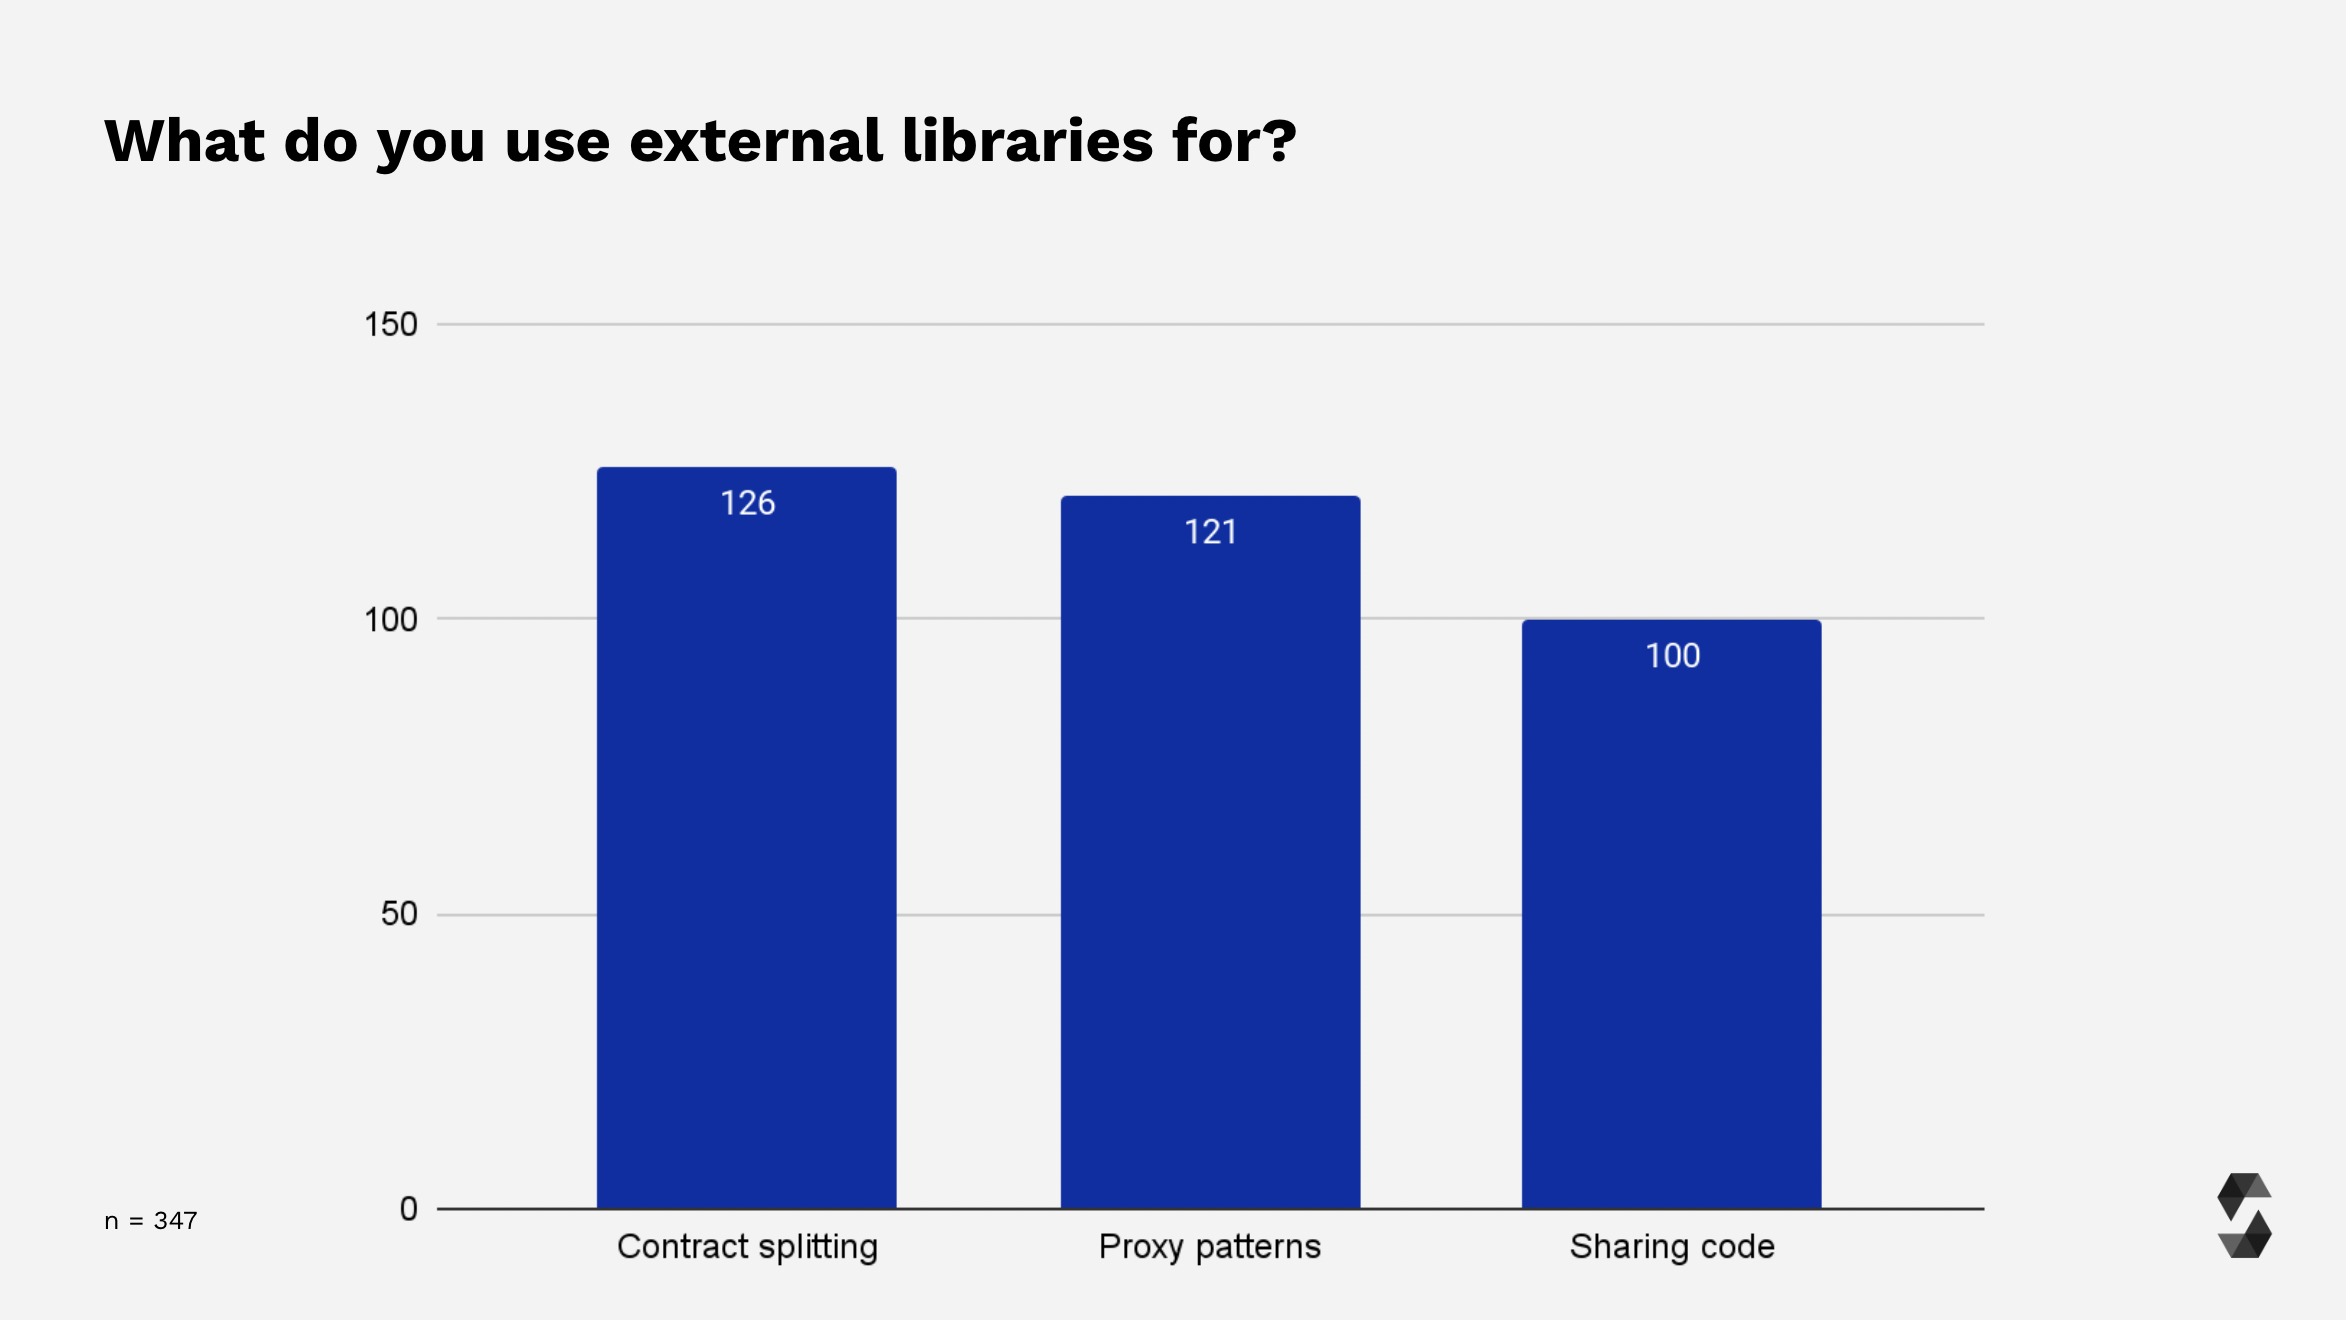 What do you use external libraries for?
150
100
50
0
126
121
100
Contract splitting
Proxy patterns
Sharing code
n = 347